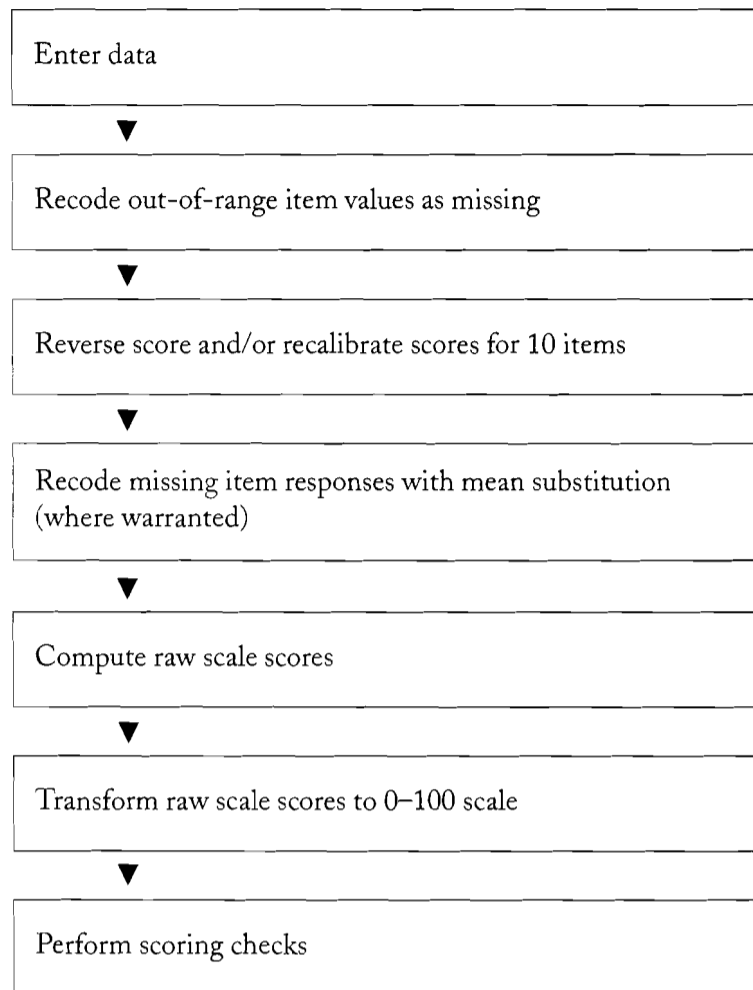 Enter data
Recode out-of-range item values as missing
Reverse score and/or recalibrate scores for 10 items
Recode missing item responses with mean substitution
(where warranted)
Compute raw scale scores
Transform raw scale scores to 0–100 scale
Perform scoring checks